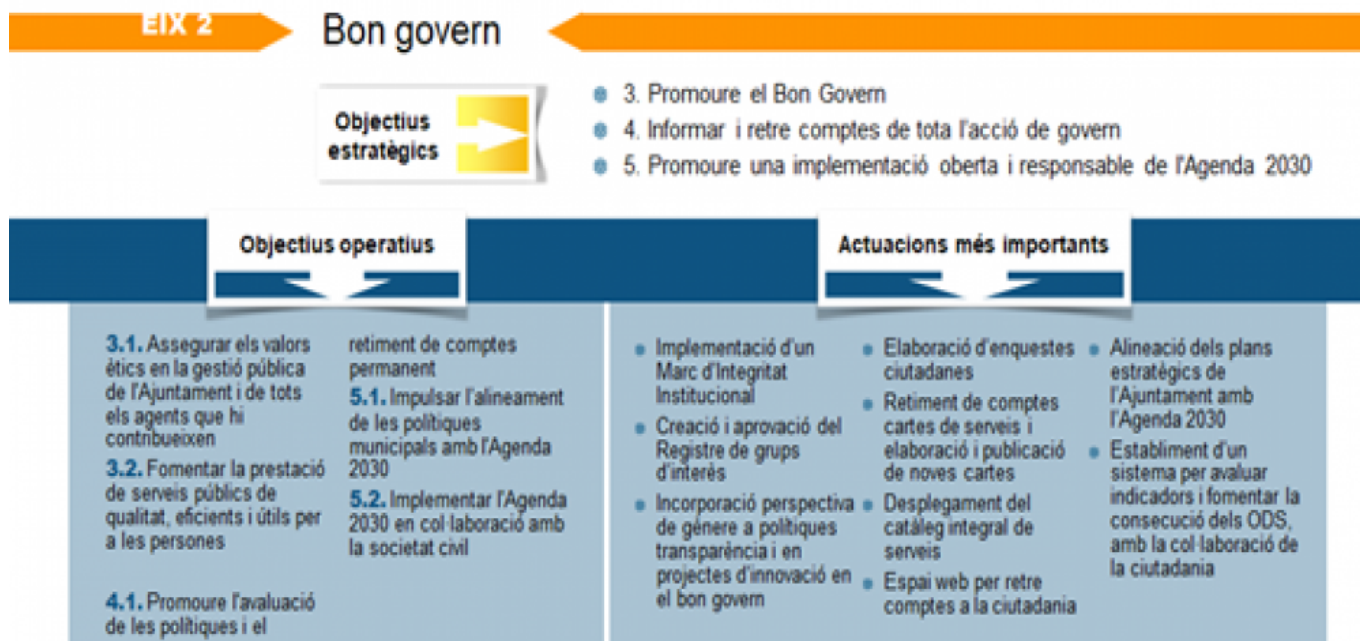 EIX 2
Bon govern
Objectius
estratègics
3. Promoure el Bon Govern
4. Informar i retre comptes de tota l'acció de govern
5. Promoure una implementació oberta i responsable de l'Agenda 2030
Objectius operatius
3.1. Assegurar els valors
ètics en la gestió pública
de l'Ajuntament i de tots
els agents que hi
contribueixen
3.2. Fomentar la prestació
de serveis públics de
qualitat, eficients i útils per
a les persones
4.1. Promoure l'avaluació
de les polítiques i el
retiment de comptes
permanent
5.1. Impulsar l'alineament
de les polítiques
municipals amb l'Agenda
2030
5.2. Implementar l'Agenda
2030 en col·laboració amb
la societat civil
Actuacions més importants
Implementació d'un
Marc d'Integritat
Institucional
Creació i aprovació del
Registre de grups
d'interès
Incorporació perspectiva
de gènere a polítiques
transparència i en
projectes d'innovació en
el bon govern
Elaboració d'enquestes
ciutadanes
Retiment de comptes
cartes de serveis i
elaboració i publicació
de noves cartes
Desplegament del
catàleg integral de
serveis
Espai web per retre
comptes a la ciutadania
Alineació dels plans
estratègics de
l'Ajuntament amb
l'Agenda 2030
Establiment d'un
sistema per avaluar
indicadors i fomentar la
consecució dels ODS,
amb la col·laboració de
la ciutadania